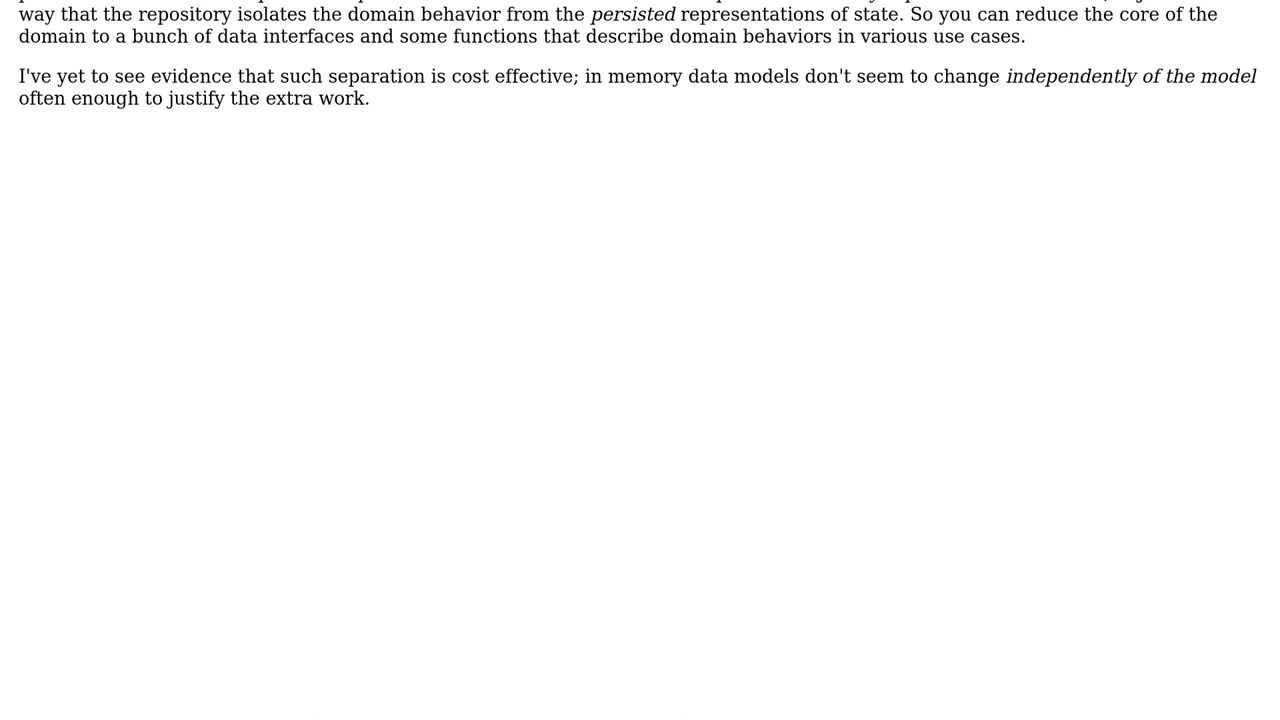 way that the repository isolates the domain behavior from the persisted representations of state. So you can reduce the core of the
domain to a bunch of data interfaces and some functions that describe domain behaviors in various use cases.
I've yet to see evidence that such separation is cost effective; in memory data models don't seem to change independently of the model
often enough to justify the extra work.